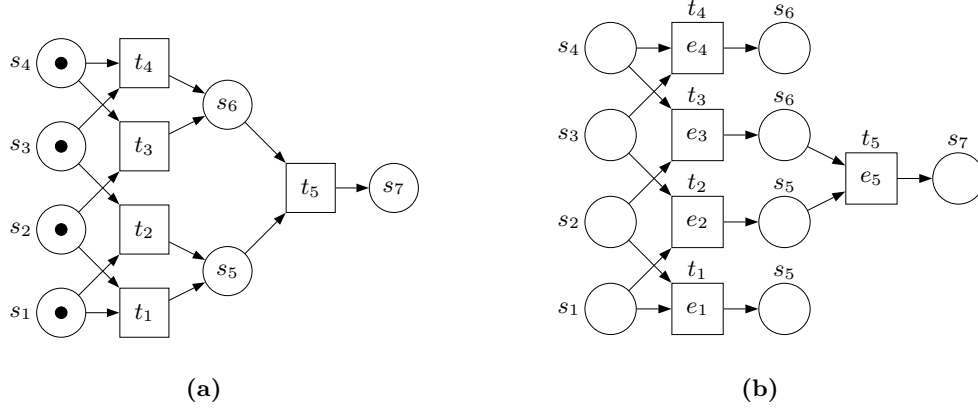 s4 t4 s6
s3 t3 t5 s7
s2 t2 s5
s1 t1
(a)
t4 s6
s4 e4
t3 s6
s3 e3 t5 s7
t2 s5 e5
s2 e2
t1 s5
s1 e1
(b)